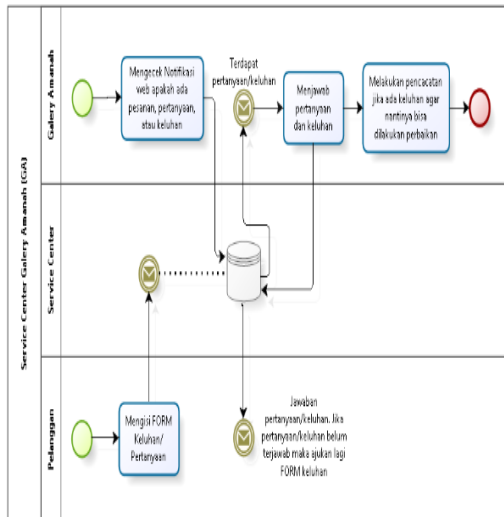 Service Center Galery Amanah (GA)
Galery Amanah
Mengecek Notifikasi
web apakah ada
pesanan, pertanyaan,
atau keluhan
Terdapat
pertanyaan/keluhan
Menjawab
pertanyaan
dan keluhan
Melakukan pencacatan
jika ada keluhan agar
nantinya bisa
dilakukan perbaikan
Service Center
Pelanggan
Mengisi FORM
Keluhan/
Pertanyaan
Jawaban
pertanyaan/keluhan. Jika
pertanyaan/keluhan belum
terjawab maka ajukan lagi
FORM keluhan